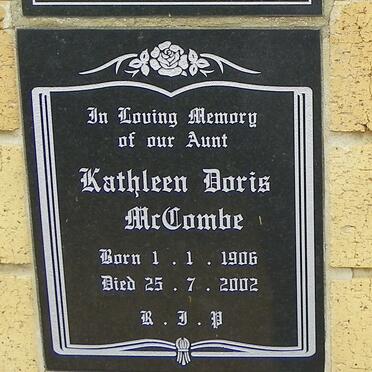 In Loving Memory
of our Aunt
Kathleen Doris
McCombe
Born 1 . 1 . 1906
Died 25 . 7 . 2002
R . I . P